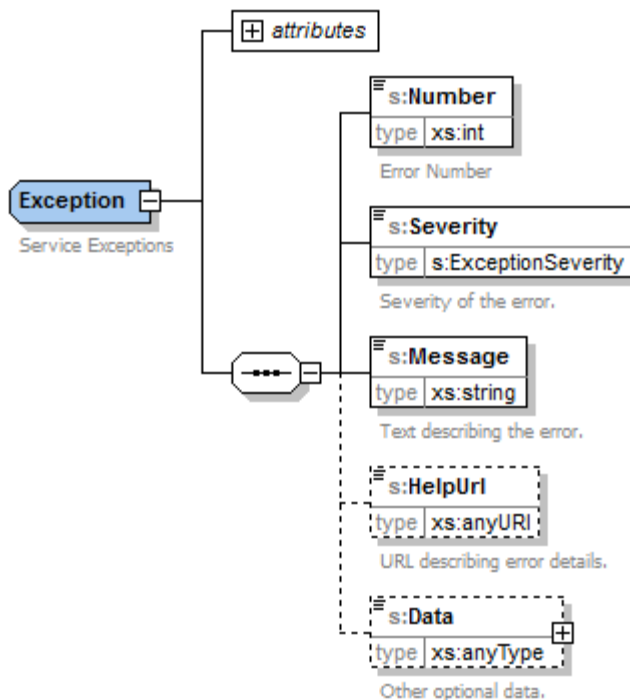 attributes
s:Number
type xs:int
Error Number
Exception
Service Exceptions
s:Severity
type s:ExceptionSeverity
Severity of the error.
s:Message
type xs:string
Text describing the error.
s:HelpUrl
type xs:anyURI
URL describing error details.
s:Data
type xs:anyType
Other optional data.